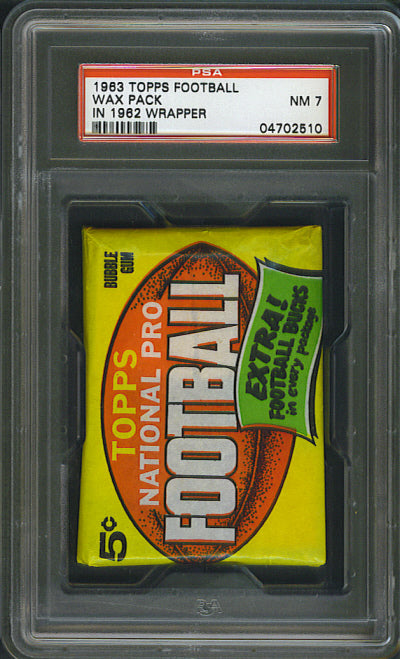 PSA
1963 TOPPS FOOTBALL
WAX PACK
IN 1962 WRAPPER
NM 7
04702510
BUBBLE
GUM
TOPPS
NATIONAL PRO
FOOTBALL
EXTRA!
FOOTBALL BUCKS
in every package
5¢
PSA